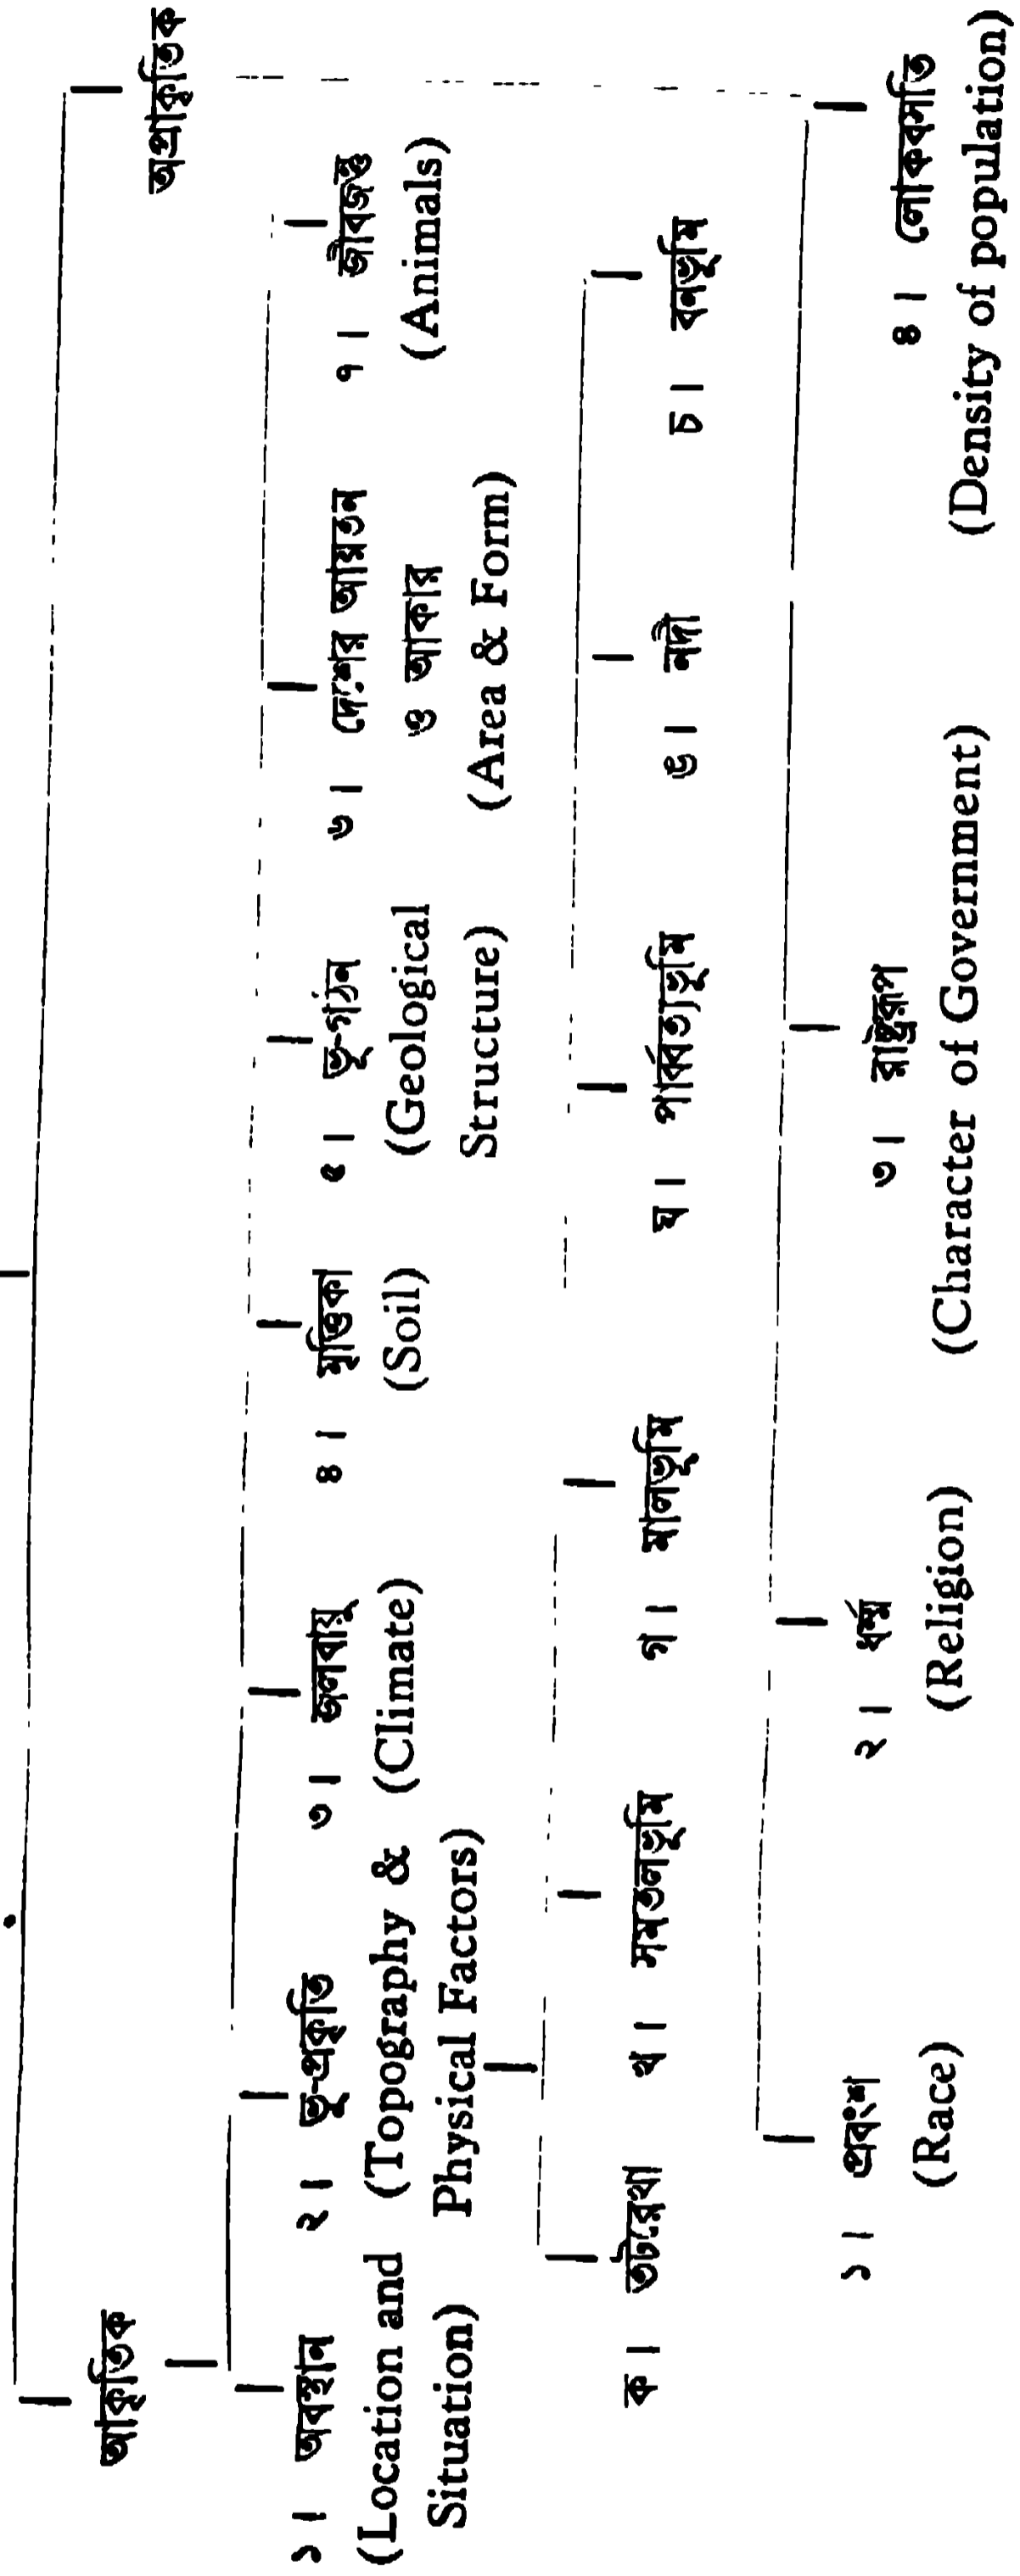 আকৃতিক
অপ্রাকৃতিক
১। অবস্থান
(Location and
Situation)
২। ভূ-প্রকৃতি
(Topography &
Physical Factors)
৩। জলবায়ু
(Climate)
৪। মৃত্তিকা
(Soil)
৫। ভূ-গঠন
(Geological
Structure)
৬। দেশের আয়তন
ও আকার
(Area & Form)
৭। জীবজন্তু
(Animals)
ক। তটরেখা
খ। সমতলভূমি
গ। মালভূমি
ঘ। পার্ব্বত্যভূমি
ঙ। নদী
চ। বনভূমি
১। প্রবংশ
(Race)
২। ধর্ম্ম
(Religion)
৩। রাষ্ট্ররূপ
(Character of Government)
৪। লোকবসতি
(Density of population)